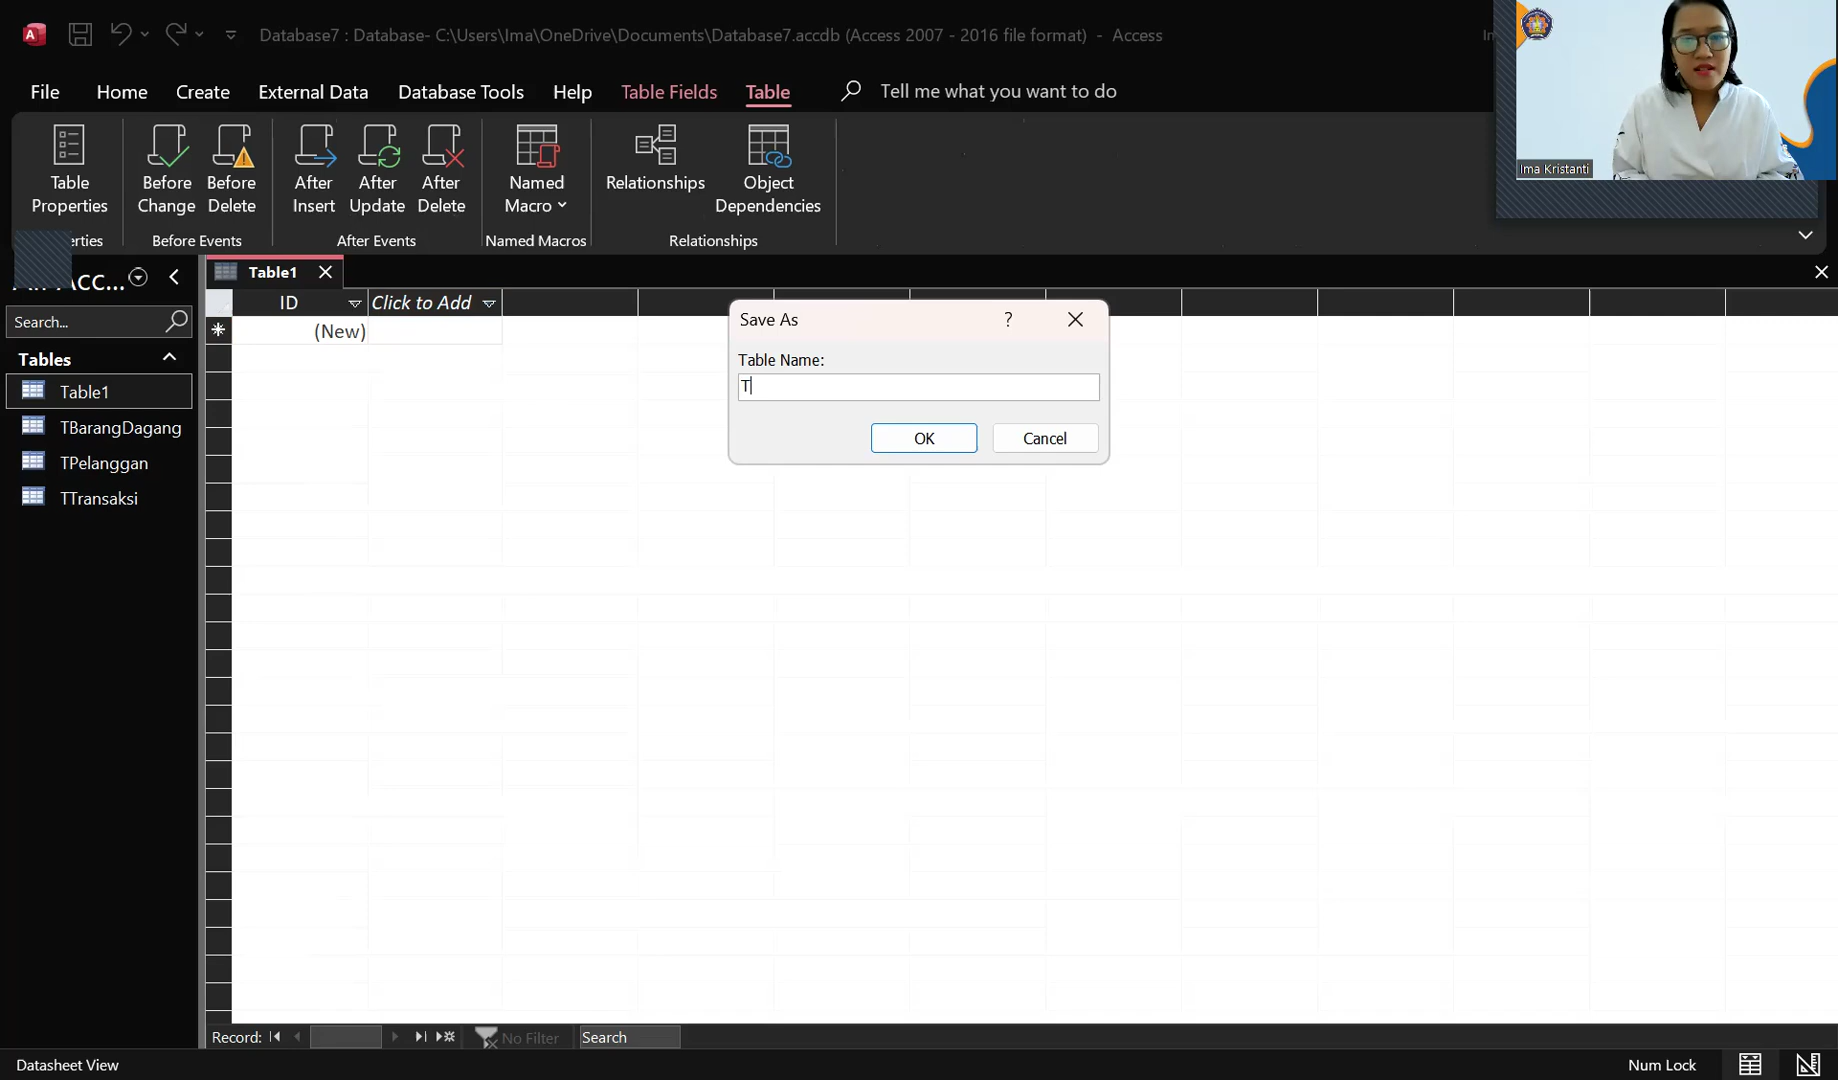 Database7 : Database- C:\Users\Ima\OneDrive\Documents\Database7.accdb (Access 2007 - 2016 file format) - Access
File Home Create External Data Database Tools Help Table Fields Table Tell me what you want to do
Table Properties
Before Change
Before Delete
After Insert
After Update
After Delete
Named Macro
Relationships
Object Dependencies
Before Events
After Events
Named Macros
Relationships
Ima Kristanti
Table1
Search...
ID Click to Add
(New)
Tables
Table1
TBarangDagang
TPelanggan
TTransaksi
Save As ?
Table Name:
T
OK Cancel
Record: No Filter Search
Datasheet View Num Lock